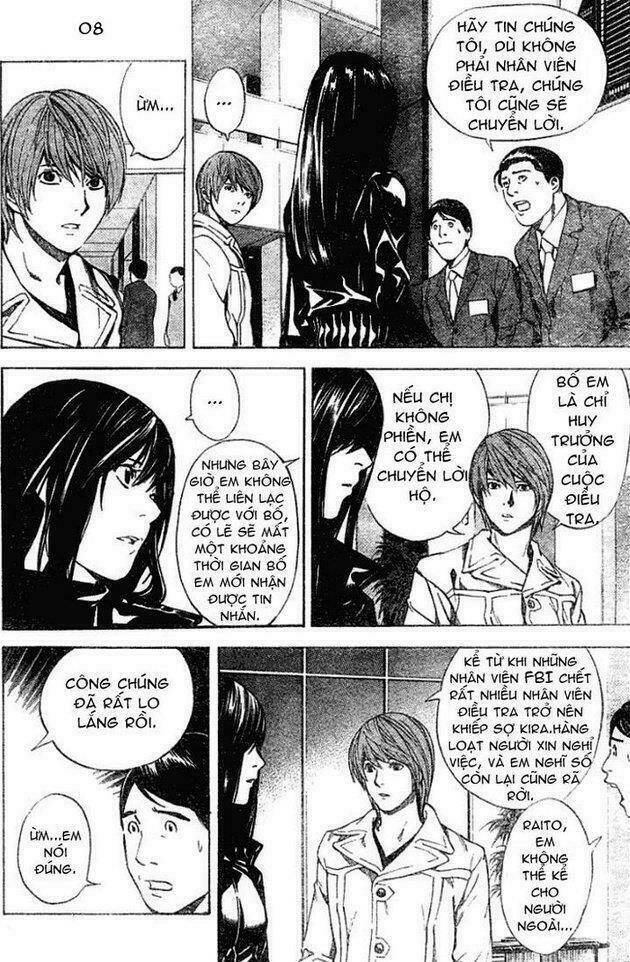 08
HÃY TIN CHÚNG
TÔI, DÙ KHÔNG
PHẢI NHÂN VIÊN
ĐIỀU TRA, CHÚNG
TÔI CŨNG SẼ
CHUYỂN LỜI.
...
ỪM...
BỐ EM
LÀ CHỈ
HUY
TRƯỞNG
CỦA
CUỘC
ĐIỀU
TRA.
NẾU CHỊ
KHÔNG
PHIỀN, EM
CÓ THỂ
CHUYỂN LỜI
HỘ.
...
NHƯNG BÂY
GIỜ EM KHÔNG
THỂ LIÊN LẠC
ĐƯỢC VỚI BỐ,
CÓ LẼ SẼ MẤT
MỘT KHOẢNG
THỜI GIAN BỐ
EM MỚI NHẬN
ĐƯỢC TIN
NHẮN.
KỂ TỪ KHI NHỮNG
NHÂN VIÊN FBI CHẾT
RẤT NHIỀU NHÂN VIÊN
ĐIỀU TRA TRỞ NÊN
KHIẾP SỢ KIRA.HÀNG
LOẠT NGƯỜI XIN NGHỈ
VIỆC, VÀ EM NGHĨ SỐ
CÒN LẠI CŨNG RÃ
RỜI.
RAITO,
EM
KHÔNG
THỂ KỂ
CHO
NGƯỜI
NGOÀI...
CÔNG CHÚNG
ĐÃ RẤT LO
LẮNG RỒI.
ỪM...EM
NÓI
ĐÚNG.